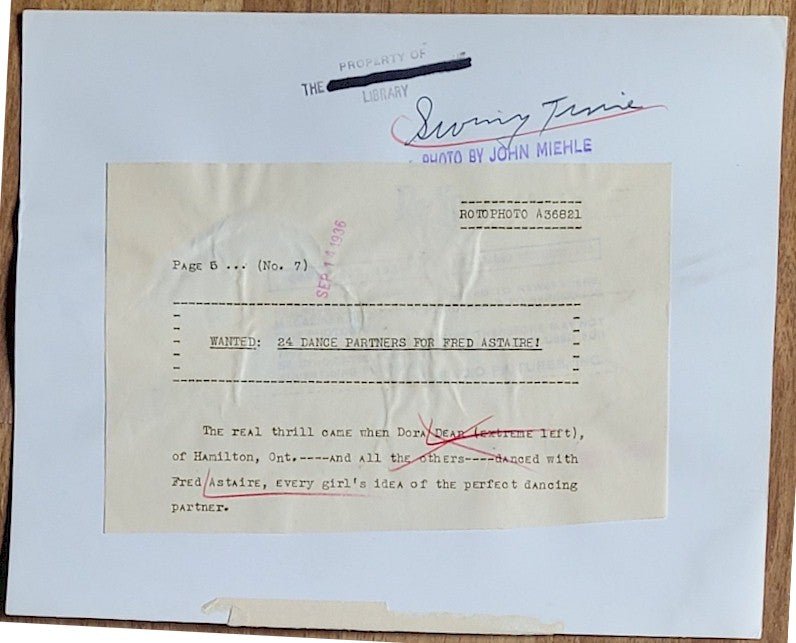 PROPERTY OF
THE
LIBRARY
Swing Time
PHOTO BY JOHN MIEHLE
ROTOPHOTO A36821
SEP 14 1936
PAGE 5 ... (No. 7)
WANTED: 24 DANCE PARTNERS FOR FRED ASTAIRE!
The real thrill came when Dora Dean (extreme left),
of Hamilton, Ont.----And all the others----danced with
Fred Astaire, every girl's idea of the perfect dancing
partner.